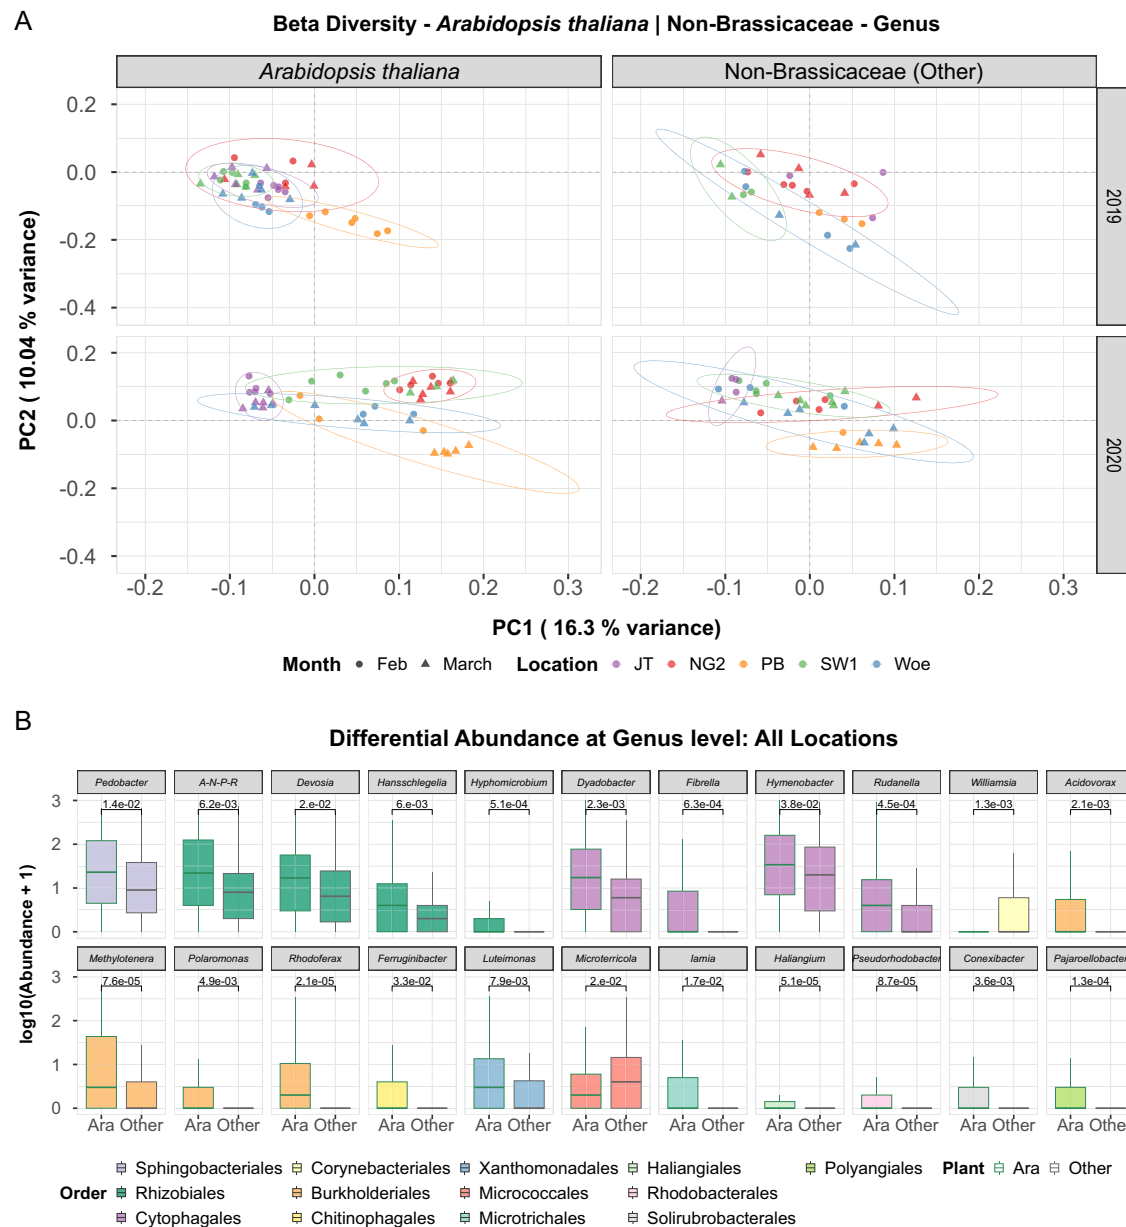 A
Beta Diversity - Arabidopsis thaliana | Non-Brassicaceae - Genus
Arabidopsis thaliana
Non-Brassicaceae (Other)
0.2
0.0
-0.2
-0.4
2019
0.2
0.0
-0.2
-0.4
2020
PC2 ( 10.04 % variance)
-0.2 -0.1 0.0 0.1 0.2 0.3
-0.2 -0.1 0.0 0.1 0.2 0.3
PC1 ( 16.3 % variance)
Month Feb March Location JT NG2 PB SW1 Woe
B
Differential Abundance at Genus level: All Locations
Pedobacter A-N-P-R Devosia Hansschlegelia Hyphomicrobium Dyadobacter Fibrella Hymenobacter Rudanella Williamsia Acidovorax
1.4e-02 6.2e-03 2.e-02 6.e-03 5.1e-04 2.3e-03 6.3e-04 3.8e-02 4.5e-04 1.3e-03 2.1e-03
3
2
1
0
log10(Abundance + 1)
Methylotenera Polaromonas Rhodoferax Ferruginibacter Luteimonas Microterricola Iamia Haliangium Pseudorhodobacter Conexibacter Pajaroellobacter
7.6e-05 4.9e-03 2.1e-05 3.3e-02 7.9e-03 2.e-02 1.7e-02 5.1e-05 8.7e-05 3.6e-03 1.3e-04
3
2
1
0
Ara Other Ara Other Ara Other Ara Other Ara Other Ara Other Ara Other Ara Other Ara Other Ara Other Ara Other
Sphingobacteriales Corynebacteriales Xanthomonadales Haliangiales Polyangiales Plant Ara Other
Order Rhizobiales Burkholderiales Micrococcales Rhodobacterales
Cytophagales Chitinophagales Microtrichales Solirubrobacterales